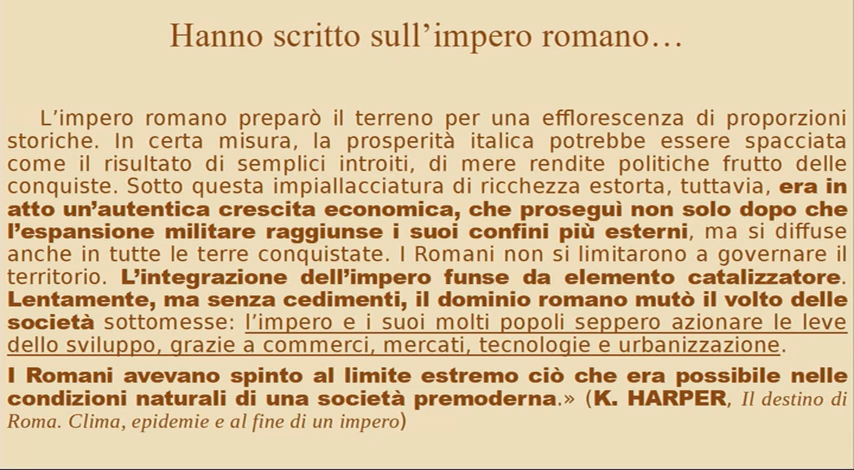 Hanno scritto sull’impero romano…
L’impero romano preparò il terreno per una efflorescenza di proporzioni
storiche. In certa misura, la prosperità italica potrebbe essere spacciata
come il risultato di semplici introiti, di mere rendite politiche frutto delle
conquiste. Sotto questa impiallacciatura di ricchezza estorta, tuttavia, era in
atto un’autentica crescita economica, che proseguì non solo dopo che
l’espansione militare raggiunse i suoi confini più esterni, ma si diffuse
anche in tutte le terre conquistate. I Romani non si limitarono a governare il
territorio. L’integrazione dell’impero funse da elemento catalizzatore.
Lentamente, ma senza cedimenti, il dominio romano mutò il volto delle
società sottomesse: l’impero e i suoi molti popoli seppero azionare le leve
dello sviluppo, grazie a commerci, mercati, tecnologie e urbanizzazione.
I Romani avevano spinto al limite estremo ciò che era possibile nelle
condizioni naturali di una società premoderna.» (K. HARPER, Il destino di
Roma. Clima, epidemie e al fine di un impero)